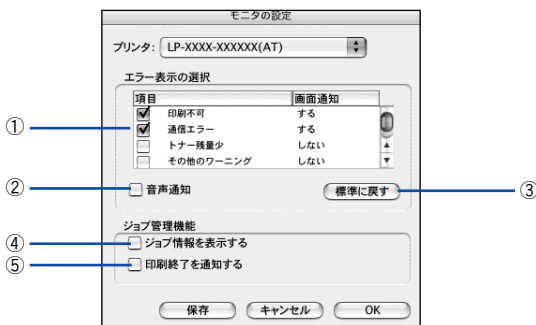 モニタの設定
プリンタ: LP-XXXX-XXXXXX(AT)
エラー表示の選択
項目 画面通知
印刷不可 する
① 通信エラー する
トナー残量少 しない
その他のワーニング しない
② 音声通知 標準に戻す ③
ジョブ管理機能
④ ジョブ情報を表示する
⑤ 印刷終了を通知する
保存 キャンセル OK